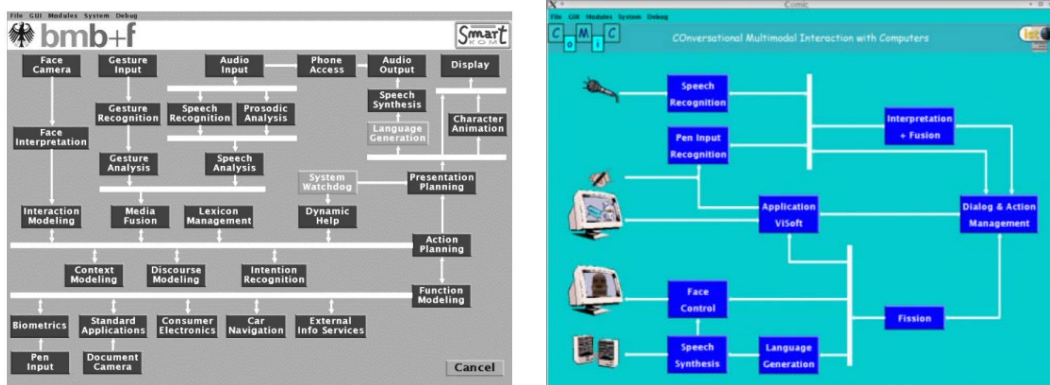 File GUI Modules System Debug
bmb+f
Smart
KOM
Face
Camera
Gesture
Input
Audio
Input
Phone
Access
Audio
Output
Display
Speech
Synthesis
Gesture
Recognition
Speech
Recognition
Prosodic
Analysis
Character
Animation
Language
Generation
Face
Interpretation
Gesture
Analysis
Speech
Analysis
System
Watchdog
Presentation
Planning
Interaction
Modeling
Media
Fusion
Lexicon
Management
Dynamic
Help
Action
Planning
Context
Modeling
Discourse
Modeling
Intention
Recognition
Function
Modeling
Biometrics
Standard
Applications
Consumer
Electronics
Car
Navigation
External
Info Services
Pen
Input
Document
Camera
Cancel
Comic
File GUI Modules System Debug
CoMiC
COnversational Multimodal Interaction with Computers
ist
Speech
Recognition
Interpretation
+ Fusion
Pen Input
Recognition
Application
ViSoft
Dialog & Action
Management
Face
Control
Fission
Speech
Synthesis
Language
Generation